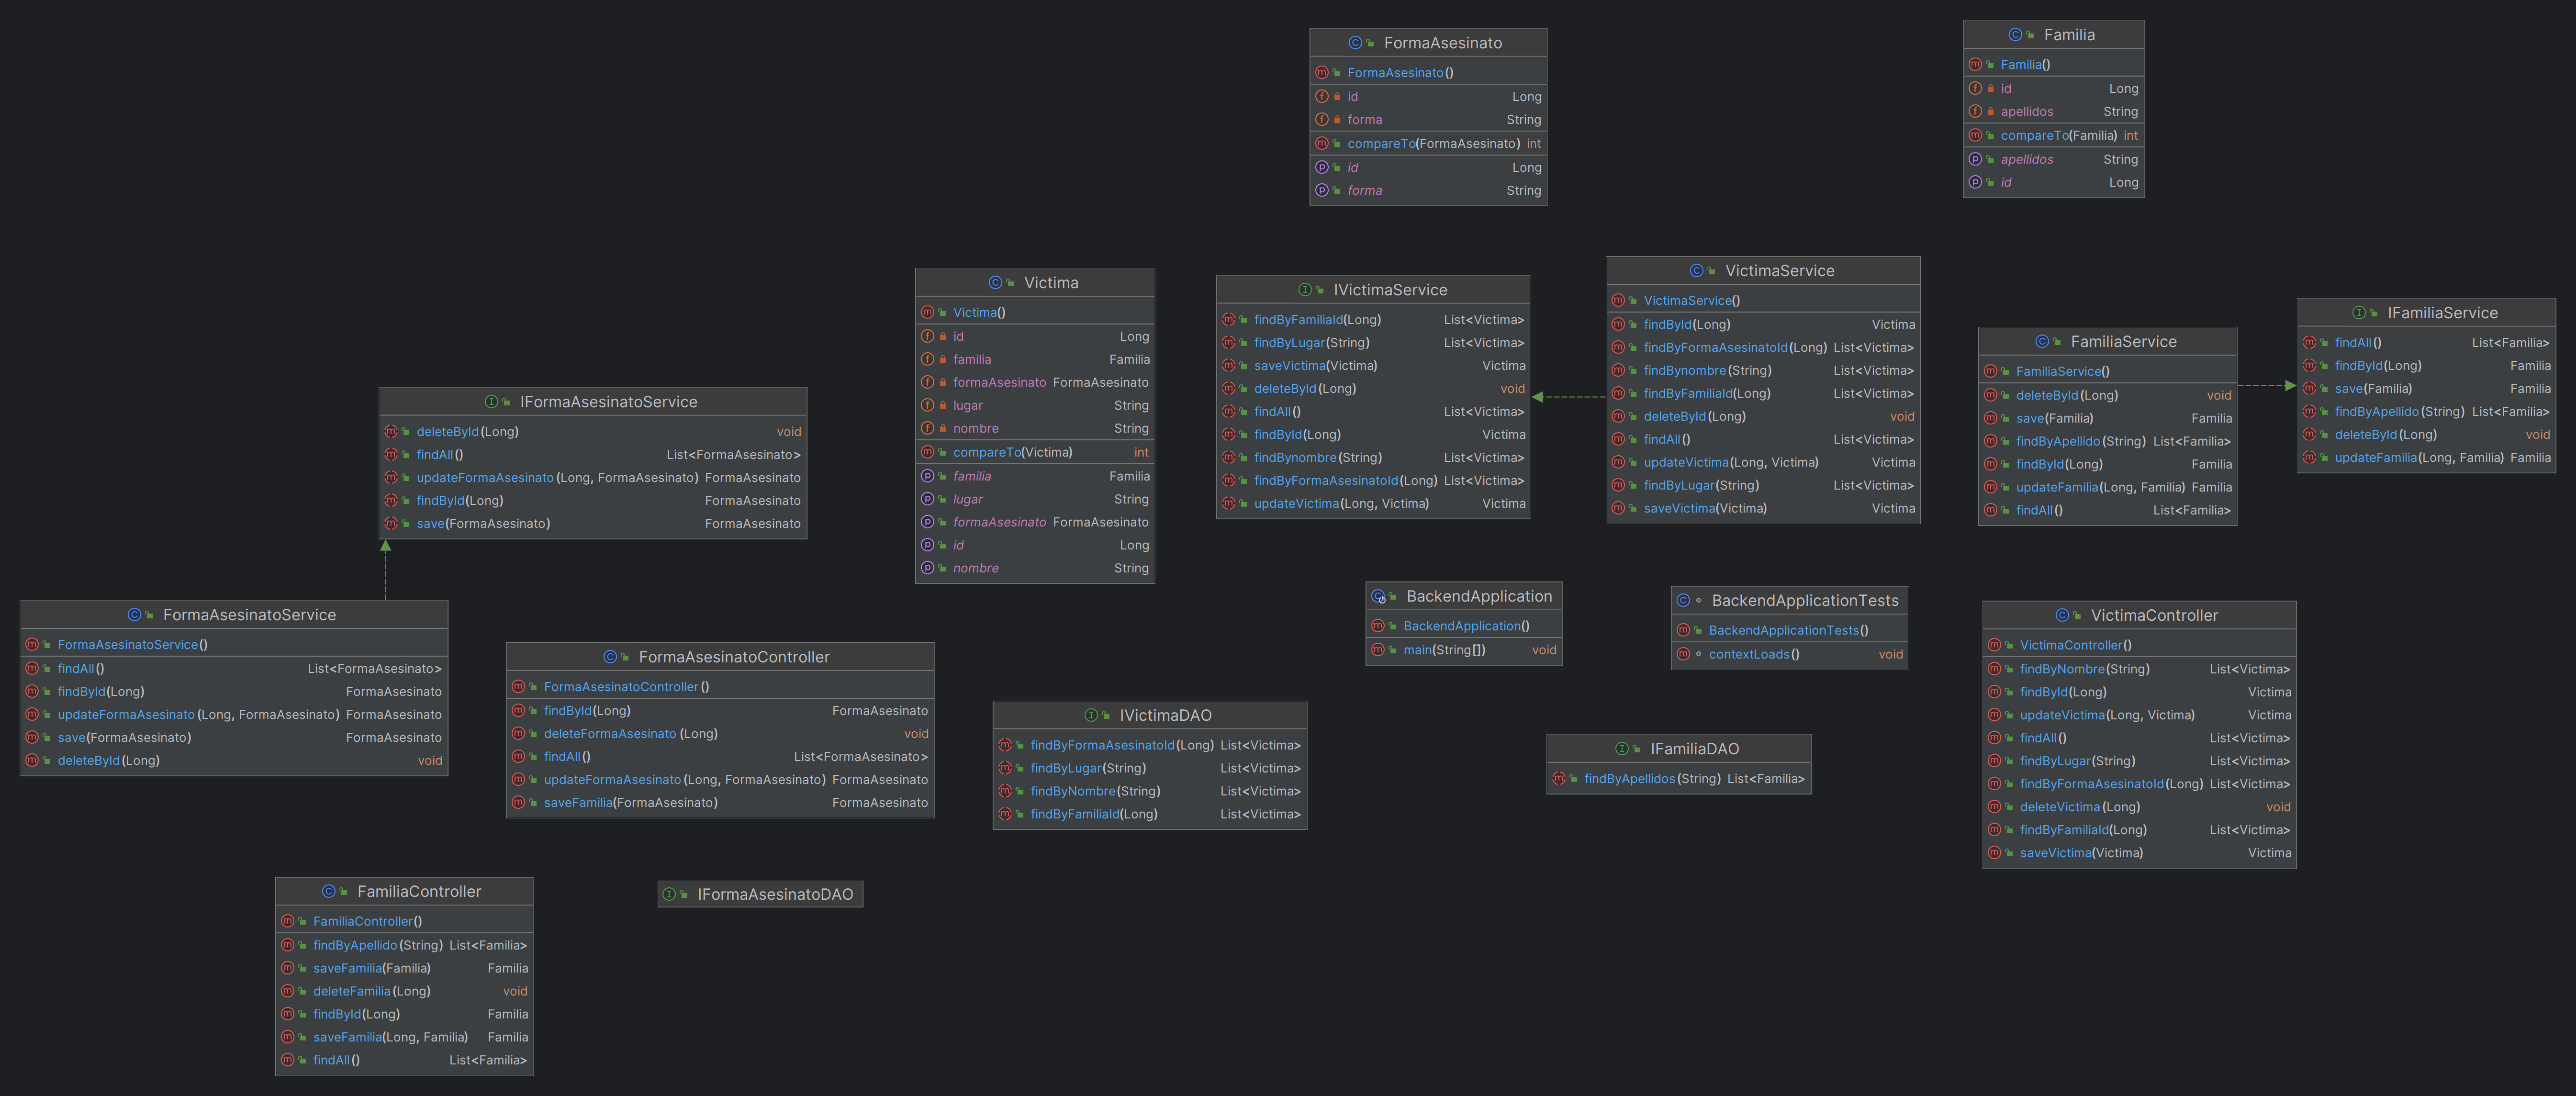 FormaAsesinato
FormaAsesinato()
id Long
forma String
compareTo(FormaAsesinato) int
id Long
forma String
Familia
Familia()
id Long
apellidos String
compareTo(Familia) int
apellidos String
id Long
Victima
Victima()
id Long
familia Familia
formaAsesinato FormaAsesinato
lugar String
nombre String
compareTo(Victima) int
familia Familia
lugar String
formaAsesinato FormaAsesinato
id Long
nombre String
IVictimaService
findByFamiliaId(Long) List<Victima>
findByLugar(String) List<Victima>
saveVictima(Victima) Victima
deleteById(Long) void
findAll() List<Victima>
findById(Long) Victima
findBynombre(String) List<Victima>
findByFormaAsesinatoId(Long) List<Victima>
updateVictima(Long, Victima) Victima
VictimaService
VictimaService()
findById(Long) Victima
findByFormaAsesinatoId(Long) List<Victima>
findBynombre(String) List<Victima>
findByFamiliaId(Long) List<Victima>
deleteById(Long) void
findAll() List<Victima>
updateVictima(Long, Victima) Victima
findByLugar(String) List<Victima>
saveVictima(Victima) Victima
FamiliaService
FamiliaService()
deleteById(Long) void
save(Familia) Familia
findByApellido(String) List<Familia>
findById(Long) Familia
updateFamilia(Long, Familia) Familia
findAll() List<Familia>
IFamiliaService
findAll() List<Familia>
findById(Long) Familia
save(Familia) Familia
findByApellido(String) List<Familia>
deleteById(Long) void
updateFamilia(Long, Familia) Familia
IFormaAsesinatoService
deleteById(Long) void
findAll() List<FormaAsesinato>
updateFormaAsesinato(Long, FormaAsesinato) FormaAsesinato
findById(Long) FormaAsesinato
save(FormaAsesinato) FormaAsesinato
FormaAsesinatoService
FormaAsesinatoService()
findAll() List<FormaAsesinato>
findById(Long) FormaAsesinato
updateFormaAsesinato(Long, FormaAsesinato) FormaAsesinato
save(FormaAsesinato) FormaAsesinato
deleteById(Long) void
FormaAsesinatoController
FormaAsesinatoController()
findById(Long) FormaAsesinato
deleteFormaAsesinato(Long) void
findAll() List<FormaAsesinato>
updateFormaAsesinato(Long, FormaAsesinato) FormaAsesinato
saveFamilia(FormaAsesinato) FormaAsesinato
IVictimaDAO
findByFormaAsesinatoId(Long) List<Victima>
findByLugar(String) List<Victima>
findByNombre(String) List<Victima>
findByFamiliaId(Long) List<Victima>
BackendApplication
BackendApplication()
main(String[]) void
BackendApplicationTests
BackendApplicationTests()
contextLoads() void
IFamiliaDAO
findByApellidos(String) List<Familia>
VictimaController
VictimaController()
findByNombre(String) List<Victima>
findById(Long) Victima
updateVictima(Long, Victima) Victima
findAll() List<Victima>
findByLugar(String) List<Victima>
findByFormaAsesinatoId(Long) List<Victima>
deleteVictima(Long) void
findByFamiliaId(Long) List<Victima>
saveVictima(Victima) Victima
FamiliaController
FamiliaController()
findByApellido(String) List<Familia>
saveFamilia(Familia) Familia
deleteFamilia(Long) void
findById(Long) Familia
saveFamilia(Long, Familia) Familia
findAll() List<Familia>
IFormaAsesinatoDAO